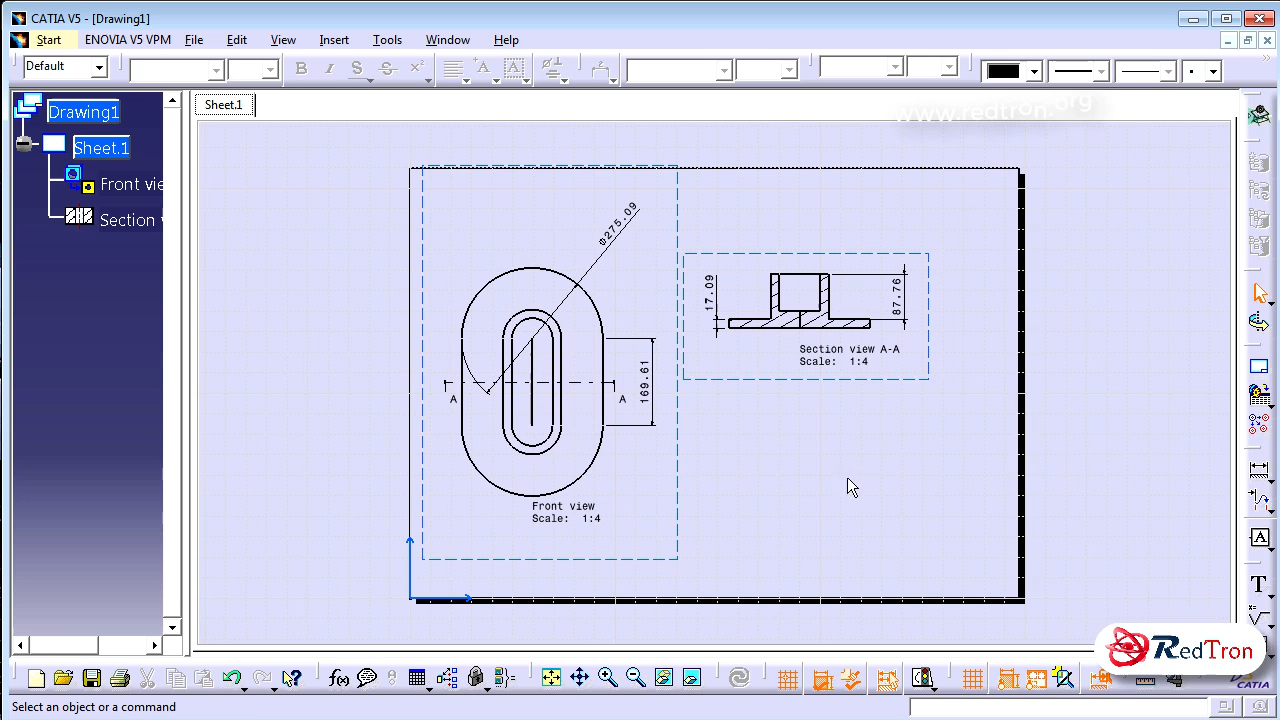 CATIA V5 - [Drawing1]
Start ENOVIA V5 VPM File Edit View Insert Tools Window Help
Default
Sheet.1
www.redtron.org
Drawing1
Sheet.1
Front vie
Section v
Φ275.09
17.09
87.76
Section view A-A
Scale: 1:4
169.61
A
A
Front view
Scale: 1:4
RedTron
CATIA
Select an object or a command